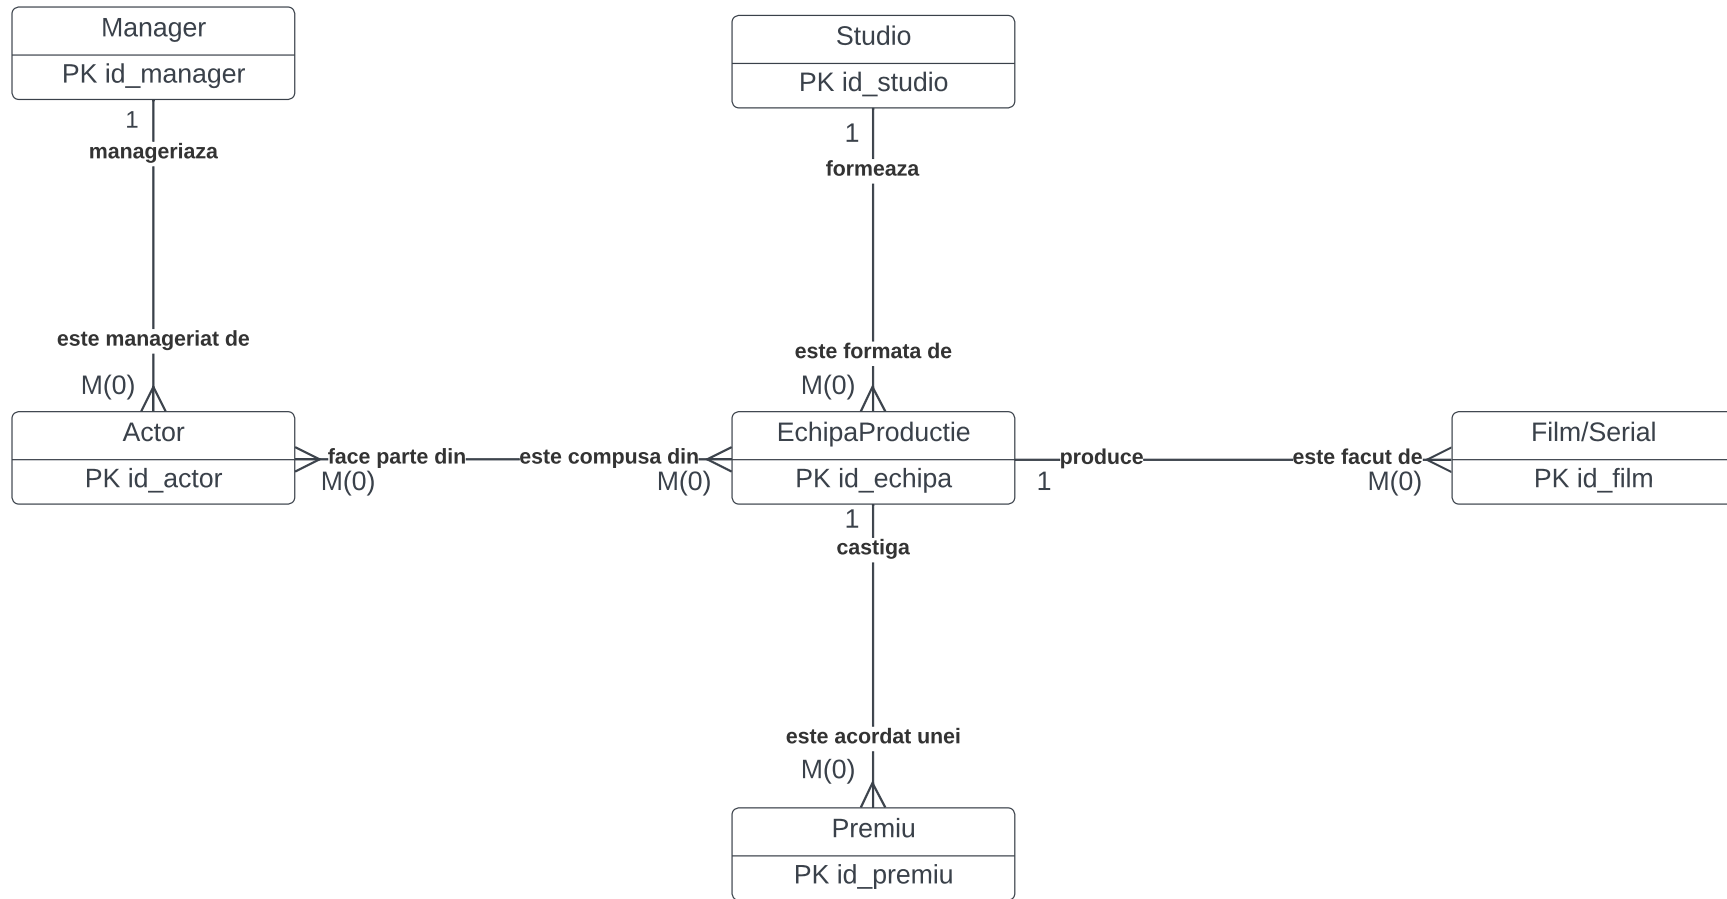 Manager
PK id_manager
1
manageriaza
este manageriat de
M(0)
Studio
PK id_studio
1
formeaza
este formata de
M(0)
Actor
PK id_actor
face parte din
M(0)
este compusa din
M(0)
EchipaProductie
PK id_echipa
produce
1
este facut de
M(0)
Film/Serial
PK id_film
1
castiga
este acordat unei
M(0)
Premiu
PK id_premiu